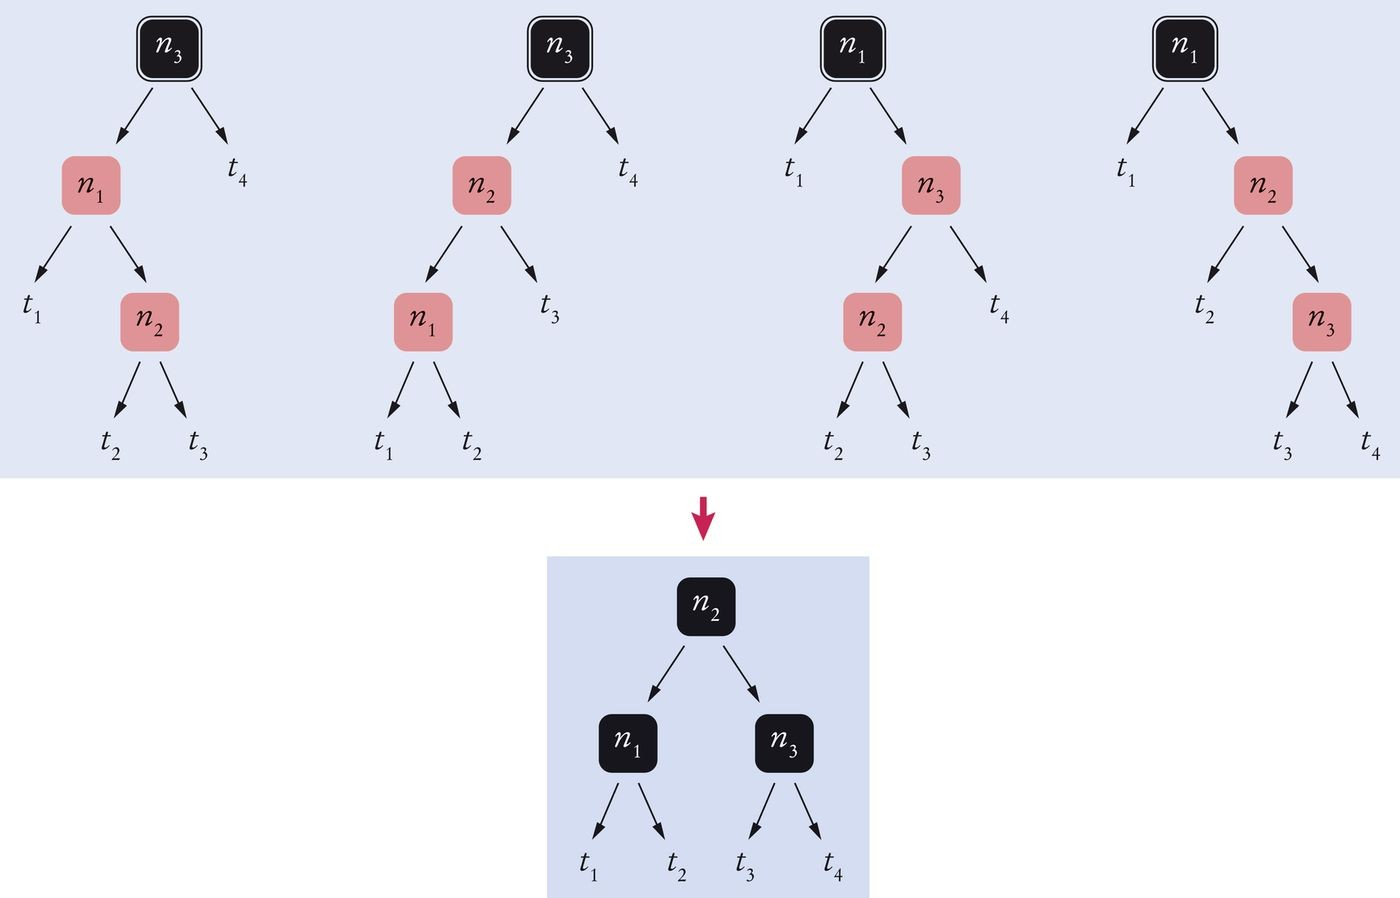 n3 n3 n1 n1
t4 t4 t1 t1
n1 n2 n3 n2
t1 t3 t4 t2
n2 n1 n2 n3
t2 t3 t1 t2 t2 t3 t3 t4
n2
n1 n3
t1 t2 t3 t4